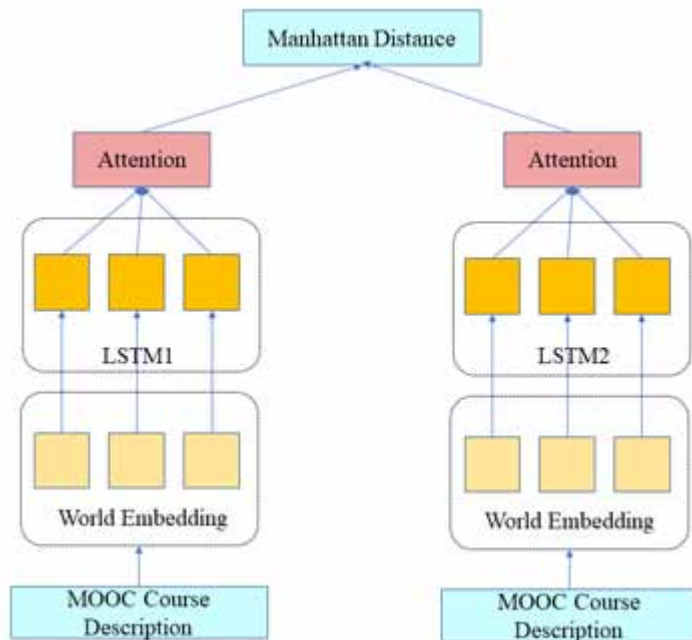 Manhattan Distance
Attention
Attention
LSTM1
LSTM2
World Embedding
World Embedding
MOOC Course
Description
MOOC Course
Description